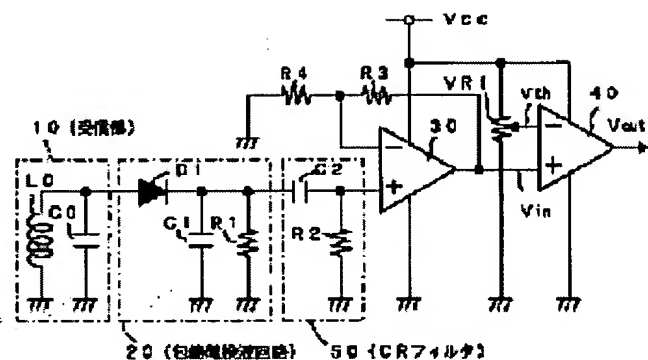 Vcc
R4
R3
VR1
Vth
40
10(受信部)
30
Vout
L0
D1
C2
C0
C1
R1
R2
Vin
20(包絡線検波回路)
50(CRフィルタ)